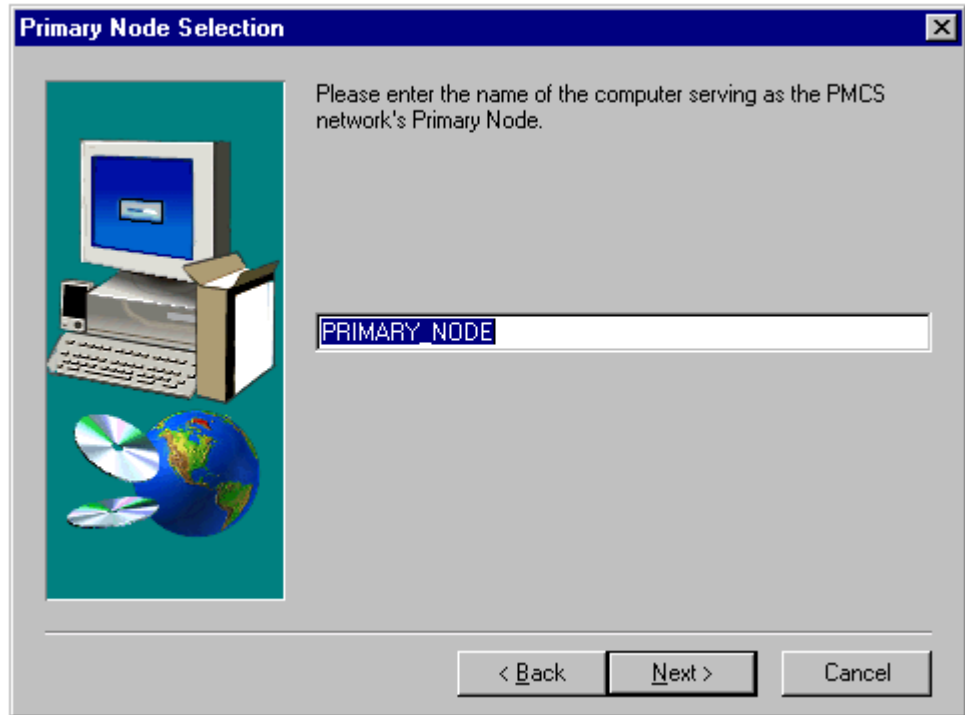 Primary Node Selection
Please enter the name of the computer serving as the PMCS
network's Primary Node.
PRIMARY_NODE
< Back Next > Cancel